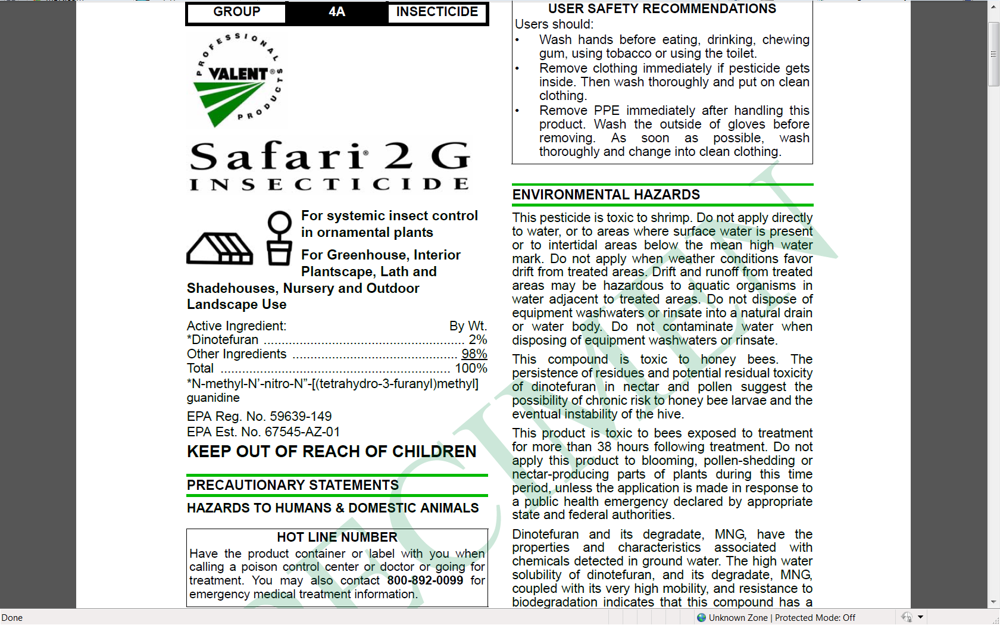 GROUP 4A INSECTICIDE
PROFESSIONAL
VALENT®
PRODUCTS
Safari® 2 G
INSECTICIDE
For systemic insect control
in ornamental plants
For Greenhouse, Interior
Plantscape, Lath and
Shadehouses, Nursery and Outdoor
Landscape Use
Active Ingredient: By Wt.
*Dinotefuran ........................................................ 2%
Other Ingredients .............................................. 98%
Total ................................................................ 100%
*N-methyl-N’-nitro-N”-[(tetrahydro-3-furanyl)methyl]
guanidine
EPA Reg. No. 59639-149
EPA Est. No. 67545-AZ-01
KEEP OUT OF REACH OF CHILDREN
PRECAUTIONARY STATEMENTS
HAZARDS TO HUMANS & DOMESTIC ANIMALS
HOT LINE NUMBER
Have the product container or label with you when
calling a poison control center or doctor or going for
treatment. You may also contact 800-892-0099 for
emergency medical treatment information.
USER SAFETY RECOMMENDATIONS
Users should:
• Wash hands before eating, drinking, chewing
gum, using tobacco or using the toilet.
• Remove clothing immediately if pesticide gets
inside. Then wash thoroughly and put on clean
clothing.
• Remove PPE immediately after handling this
product. Wash the outside of gloves before
removing. As soon as possible, wash
thoroughly and change into clean clothing.
ENVIRONMENTAL HAZARDS
This pesticide is toxic to shrimp. Do not apply directly
to water, or to areas where surface water is present
or to intertidal areas below the mean high water
mark. Do not apply when weather conditions favor
drift from treated areas. Drift and runoff from treated
areas may be hazardous to aquatic organisms in
water adjacent to treated areas. Do not dispose of
equipment washwaters or rinsate into a natural drain
or water body. Do not contaminate water when
disposing of equipment washwaters or rinsate.
This compound is toxic to honey bees. The
persistence of residues and potential residual toxicity
of dinotefuran in nectar and pollen suggest the
possibility of chronic risk to honey bee larvae and the
eventual instability of the hive.
This product is toxic to bees exposed to treatment
for more than 38 hours following treatment. Do not
apply this product to blooming, pollen-shedding or
nectar-producing parts of plants during this time
period, unless the application is made in response to
a public health emergency declared by appropriate
state and federal authorities.
Dinotefuran and its degradate, MNG, have the
properties and characteristics associated with
chemicals detected in ground water. The high water
solubility of dinotefuran, and its degradate, MNG,
coupled with its very high mobility, and resistance to
biodegradation indicates that this compound has a
PECIMEN
Done
Unknown Zone | Protected Mode: Off